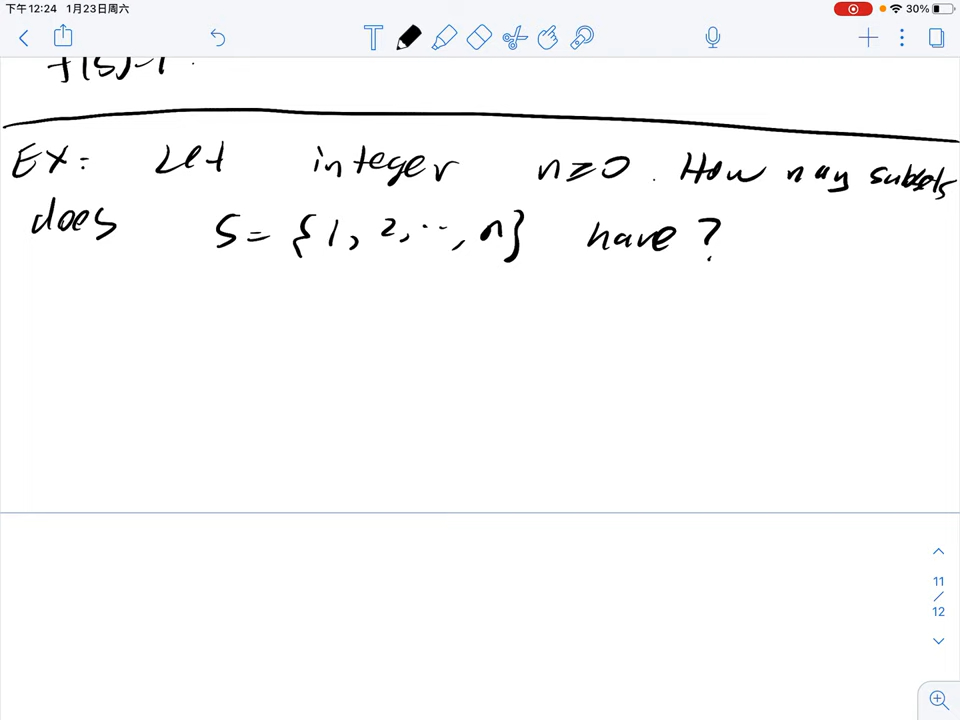 下午12:24 1月23日周六
30%
T
f(s)-1.
EX: Let integer n≥0. How many subsets
does S = {1, 2, ..., n} have?
11
/
12